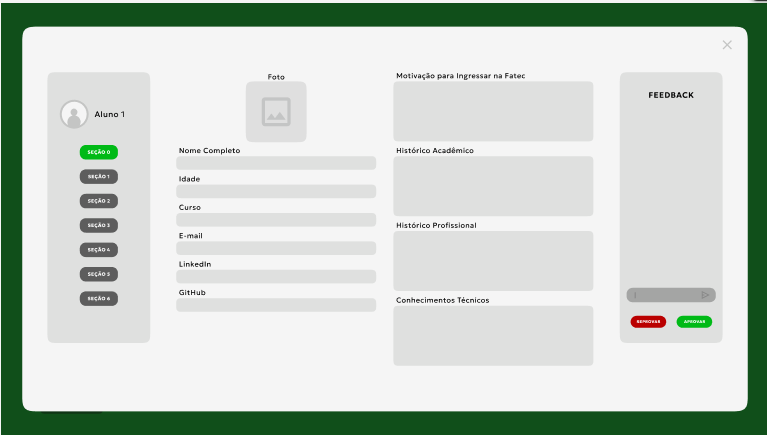 Aluno 1
SEÇÃO 0
SEÇÃO 1
SEÇÃO 2
SEÇÃO 3
SEÇÃO 4
SEÇÃO 5
SEÇÃO 6
Foto
Nome Completo
Idade
Curso
E-mail
LinkedIn
GitHub
Motivação para Ingressar na Fatec
Histórico Acadêmico
Histórico Profissional
Conhecimentos Técnicos
FEEDBACK
REPROVAR
APROVAR